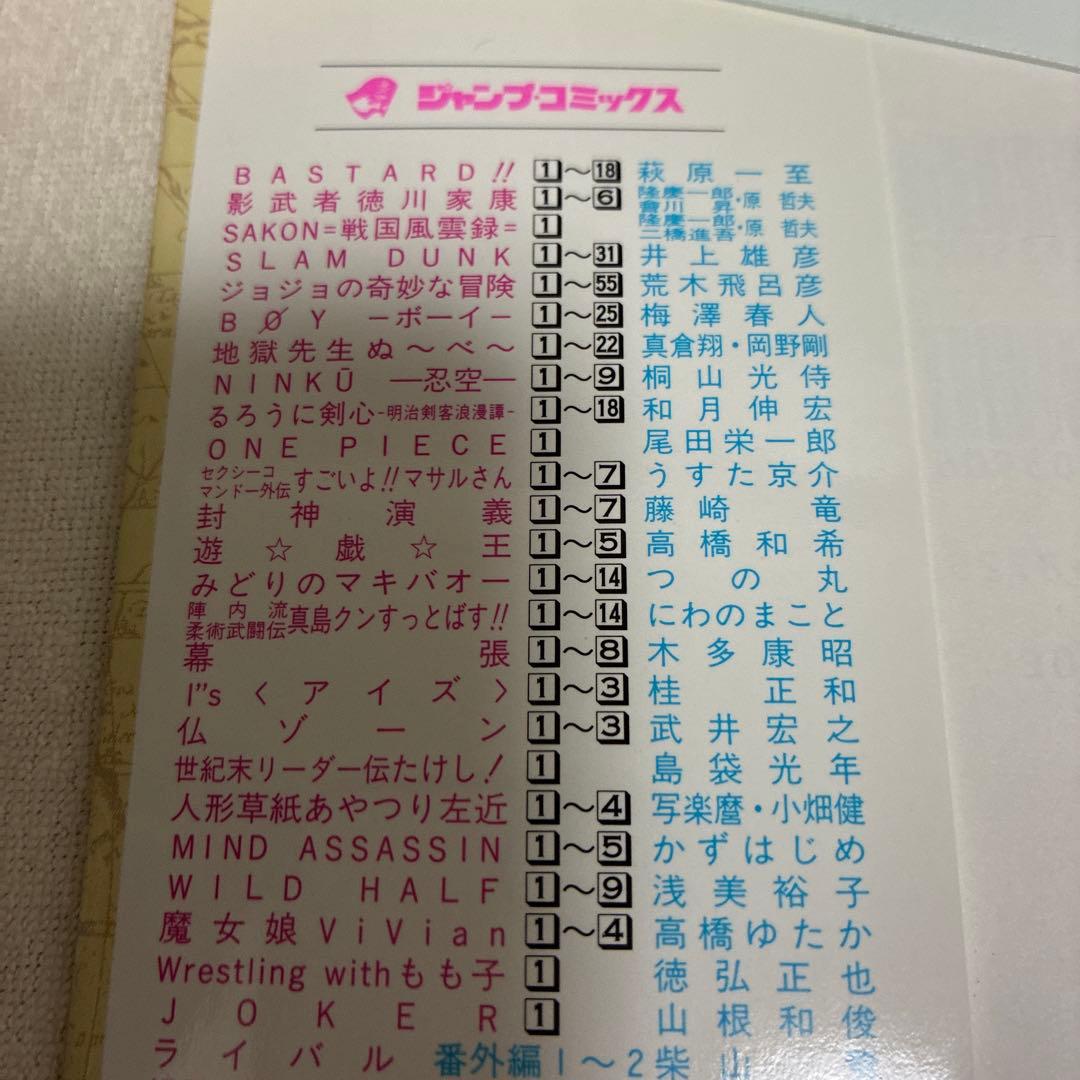 ジャンプ・コミックス
BASTARD!! 1〜18 萩原一至
影武者徳川家康 1〜6 隆慶一郎・會川昇・原哲夫
SAKON=戦国風雲録= 1 隆慶一郎・二橋進吾・原哲夫
SLAM DUNK 1〜31 井上雄彦
ジョジョの奇妙な冒険 1〜55 荒木飛呂彦
BØY ―ボーイ― 1〜25 梅澤春人
地獄先生ぬ〜べ〜 1〜22 真倉翔・岡野剛
NINKŪ ―忍空― 1〜9 桐山光侍
るろうに剣心-明治剣客浪漫譚- 1〜18 和月伸宏
ONE PIECE 1 尾田栄一郎
セクシーコマンドー外伝すごいよ!!マサルさん 1〜7 うすた京介
封神演義 1〜7 藤崎竜
遊☆戯☆王 1〜5 高橋和希
みどりのマキバオー 1〜14 つの丸
陣内流柔術武闘伝真島クンすっとばす!! 1〜14 にわのまこと
幕張 1〜8 木多康昭
I"s〈アイズ〉 1〜3 桂正和
仏ゾーン 1〜3 武井宏之
世紀末リーダー伝たけし! 1 島袋光年
人形草紙あやつり左近 1〜4 写楽麿・小畑健
MIND ASSASSIN 1〜5 かずはじめ
WILD HALF 1〜9 浅美裕子
魔女娘ViVian 1〜4 高橋ゆたか
Wrestling withもも子 1 徳弘正也
JOKER 1 山根和俊
ライバル 番外編1〜2 柴山